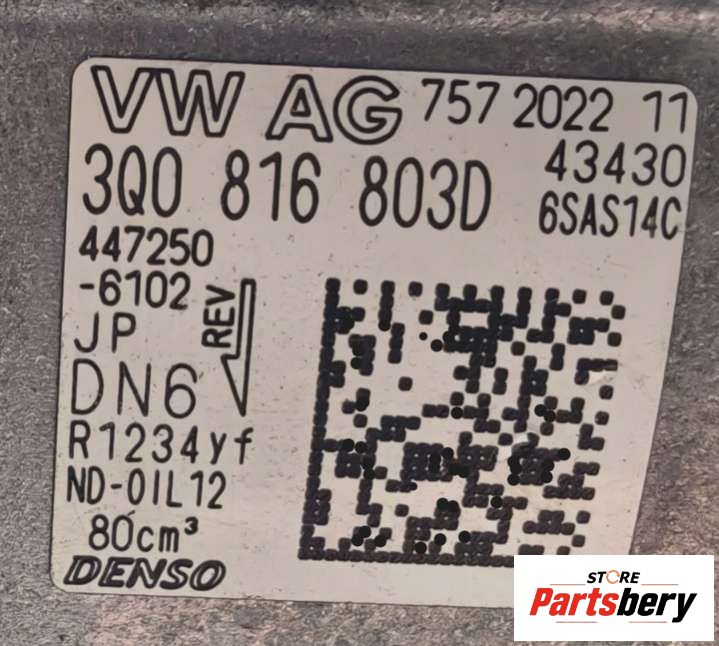 VW AG 757 2022 11
3Q0 816 803D 43430
6SAS14C
447250
-6102
REV
JP
DN6
R1234yf
ND-OIL12
80cm³
DENSO
STORE
Partsbery